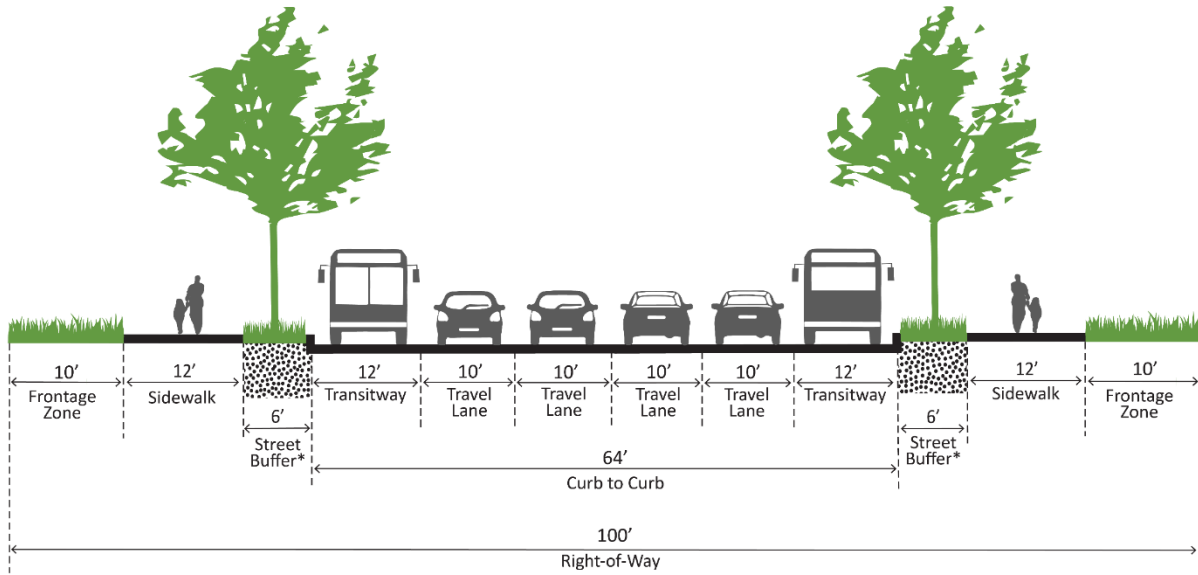 10’ 12’ 12’ 10’ 10’ 10’ 10’ 12’ 12’ 10’
Frontage Zone
Sidewalk
Transitway
Travel Lane
Travel Lane
Travel Lane
Travel Lane
Transitway
Sidewalk
Frontage Zone
6’
Street Buffer*
6’
Street Buffer*
64’
Curb to Curb
100’
Right-of-Way